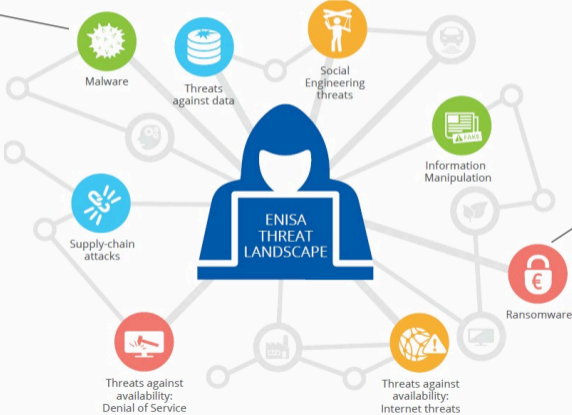 Malware
Threats
against data
Social
Engineering
threats
FAKE
Information
Manipulation
ENISA
THREAT
LANDSCAPE
Supply-chain
attacks
€
Ransomware
Threats against
availability:
Denial of Service
Threats against
availability:
Internet threats